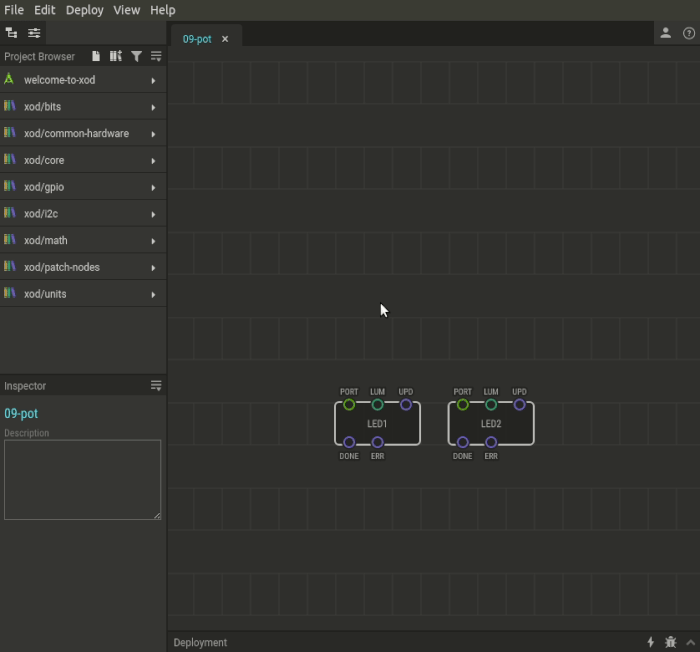 File Edit Deploy View Help
09-pot
Project Browser
welcome-to-xod
xod/bits
xod/common-hardware
xod/core
xod/gpio
xod/i2c
xod/math
xod/patch-nodes
xod/units
PORT LUM UPD PORT LUM UPD
LED1 LED2
DONE ERR DONE ERR
Inspector
09-pot
Description
Deployment